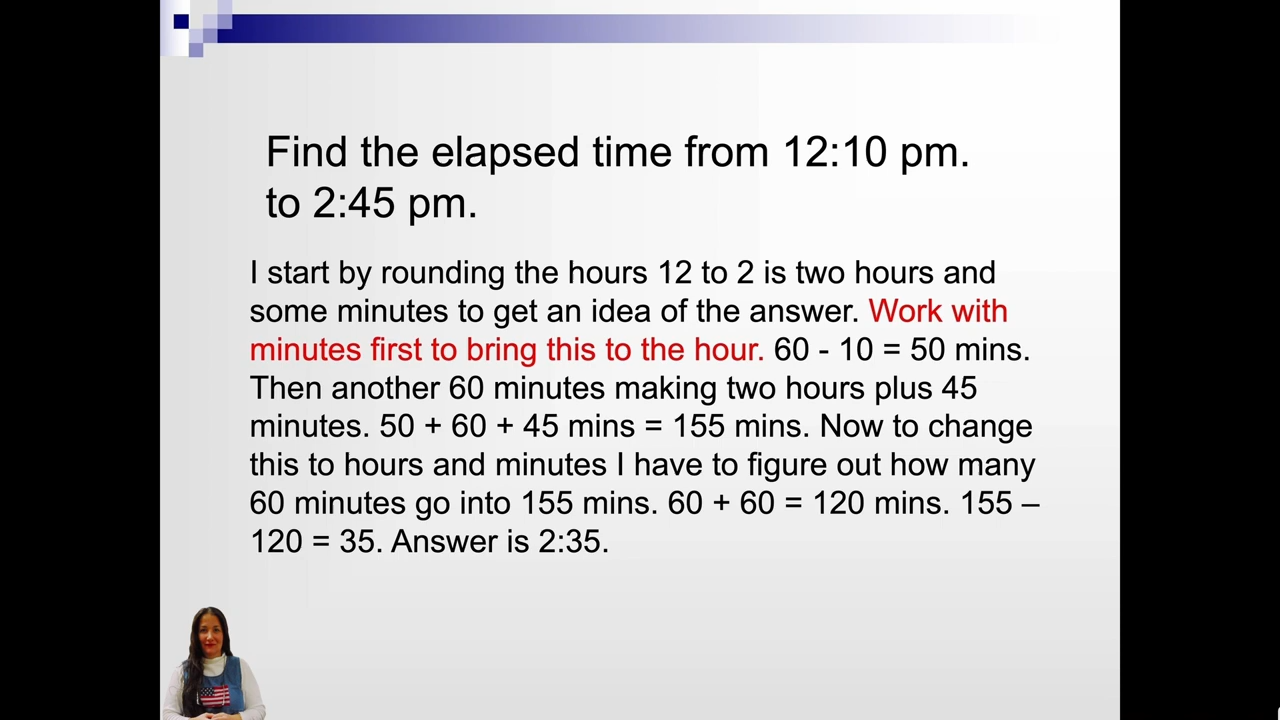 Find the elapsed time from 12:10 pm.
to 2:45 pm.
I start by rounding the hours 12 to 2 is two hours and
some minutes to get an idea of the answer. Work with
minutes first to bring this to the hour. 60 - 10 = 50 mins.
Then another 60 minutes making two hours plus 45
minutes. 50 + 60 + 45 mins = 155 mins. Now to change
this to hours and minutes I have to figure out how many
60 minutes go into 155 mins. 60 + 60 = 120 mins. 155 –
120 = 35. Answer is 2:35.